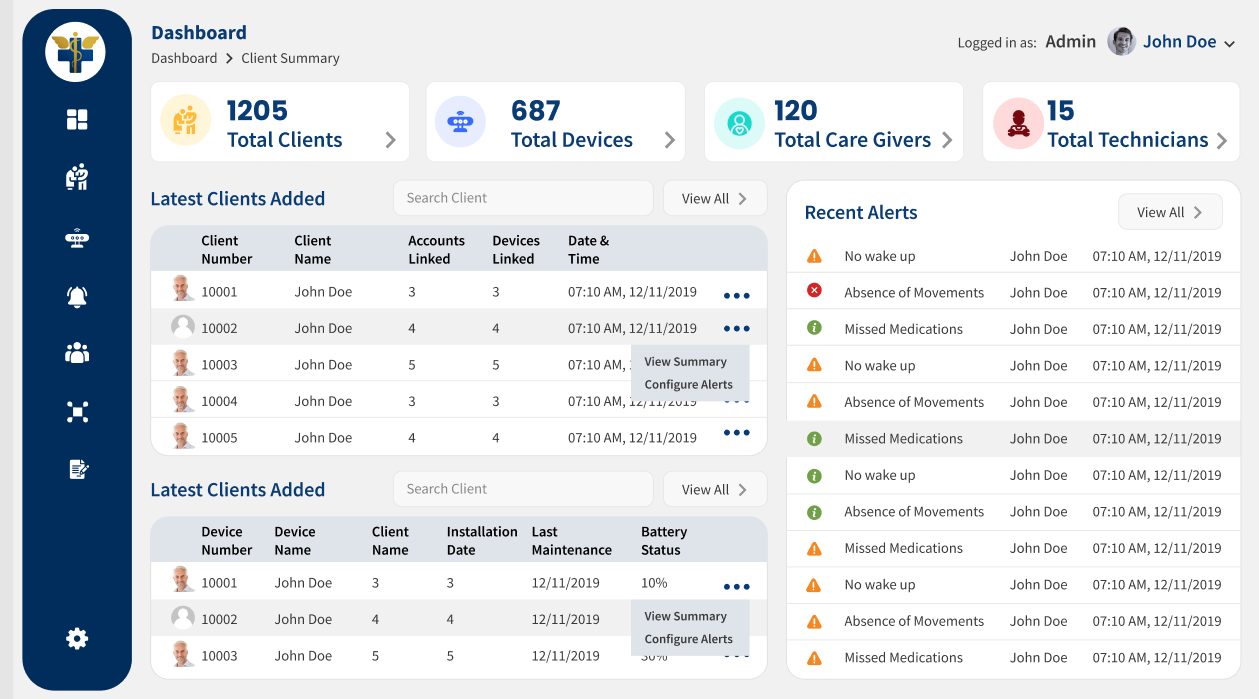 Dashboard
Dashboard Client Summary
Logged in as: Admin John Doe
1205
Total Clients
687
Total Devices
120
Total Care Givers
15
Total Technicians
Latest Clients Added
Search Client
View All
Client Number Client Name Accounts Linked Devices Linked Date & Time
10001 John Doe 3 3 07:10 AM, 12/11/2019
10002 John Doe 4 4 07:10 AM, 12/11/2019
10003 John Doe 5 5 07:10 AM,
View Summary
Configure Alerts
10004 John Doe 3 3 07:10 AM, 12/11/2019
10005 John Doe 4 4 07:10 AM, 12/11/2019
Latest Clients Added
Search Client
View All
Device Number Device Name Client Name Installation Date Last Maintenance Battery Status
10001 John Doe 3 3 12/11/2019 10%
10002 John Doe 4 4 12/11/2019
View Summary
Configure Alerts
10003 John Doe 5 5 12/11/2019 30%
Recent Alerts
View All
No wake up John Doe 07:10 AM, 12/11/2019
Absence of Movements John Doe 07:10 AM, 12/11/2019
Missed Medications John Doe 07:10 AM, 12/11/2019
No wake up John Doe 07:10 AM, 12/11/2019
Absence of Movements John Doe 07:10 AM, 12/11/2019
Missed Medications John Doe 07:10 AM, 12/11/2019
No wake up John Doe 07:10 AM, 12/11/2019
Absence of Movements John Doe 07:10 AM, 12/11/2019
Missed Medications John Doe 07:10 AM, 12/11/2019
No wake up John Doe 07:10 AM, 12/11/2019
Absence of Movements John Doe 07:10 AM, 12/11/2019
Missed Medications John Doe 07:10 AM, 12/11/2019